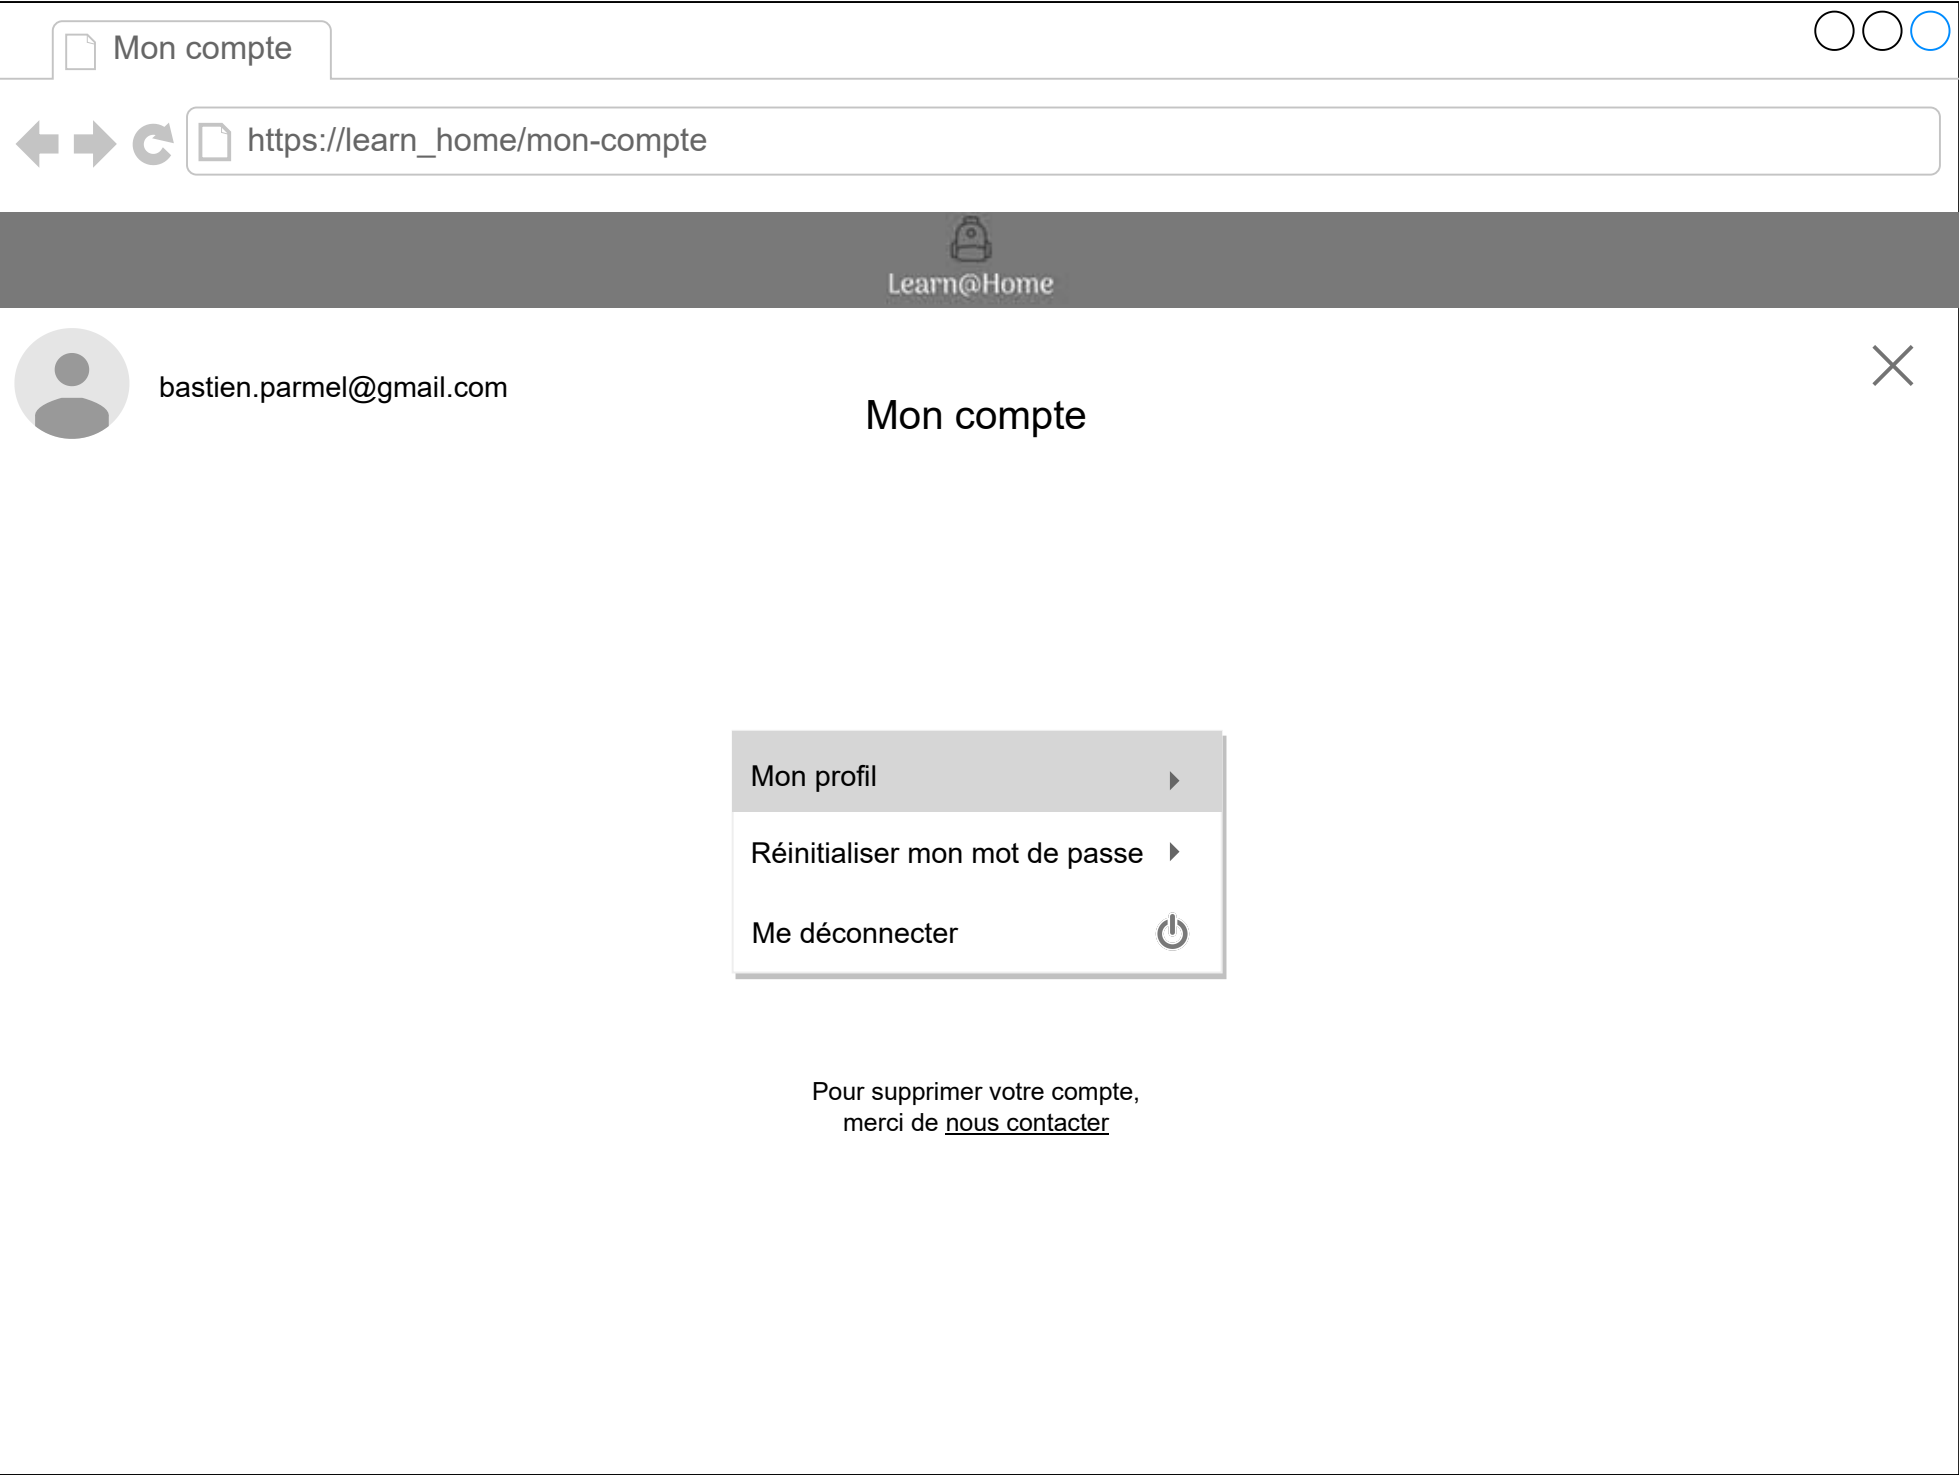 Mon compte
https://learn_home/mon-compte
Learn@Home
bastien.parmel@gmail.com
Mon compte
Mon profil
Réinitialiser mon mot de passe
Me déconnecter
Pour supprimer votre compte,
merci de nous contacter